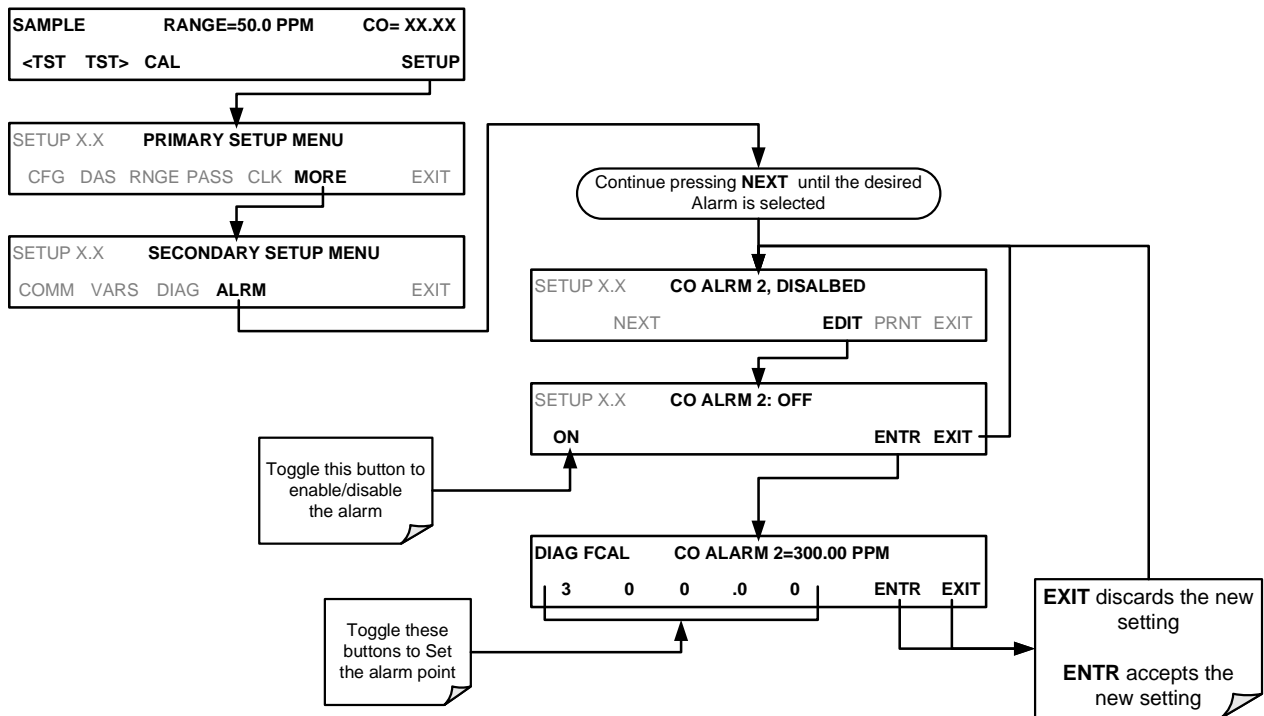 SAMPLE RANGE=50.0 PPM CO= XX.XX
<TST TST> CAL SETUP
SETUP X.X PRIMARY SETUP MENU
CFG DAS RNGE PASS CLK MORE EXIT
SETUP X.X SECONDARY SETUP MENU
COMM VARS DIAG ALRM EXIT
Continue pressing NEXT until the desired
Alarm is selected
SETUP X.X CO ALRM 2, DISALBED
NEXT EDIT PRNT EXIT
SETUP X.X CO ALRM 2: OFF
ON ENTR EXIT
Toggle this button to
enable/disable
the alarm
DIAG FCAL CO ALARM 2=300.00 PPM
3 0 0 .0 0 ENTR EXIT
Toggle these
buttons to Set
the alarm point
EXIT discards the new
setting
ENTR accepts the
new setting